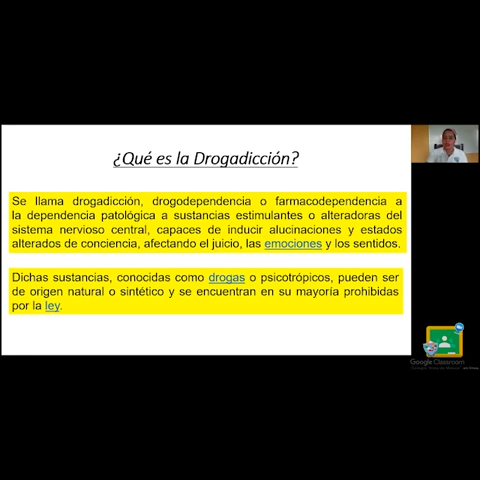 ¿Qué es la Drogadicción?
Se llama drogadicción, drogodependencia o farmacodependencia a
la dependencia patológica a sustancias estimulantes o alteradoras del
sistema nervioso central, capaces de inducir alucinaciones y estados
alterados de conciencia, afectando el juicio, las emociones y los sentidos.
Dichas sustancias, conocidas como drogas o psicotrópicos, pueden ser
de origen natural o sintético y se encuentran en su mayoría prohibidas
por la ley.
Google Classroom